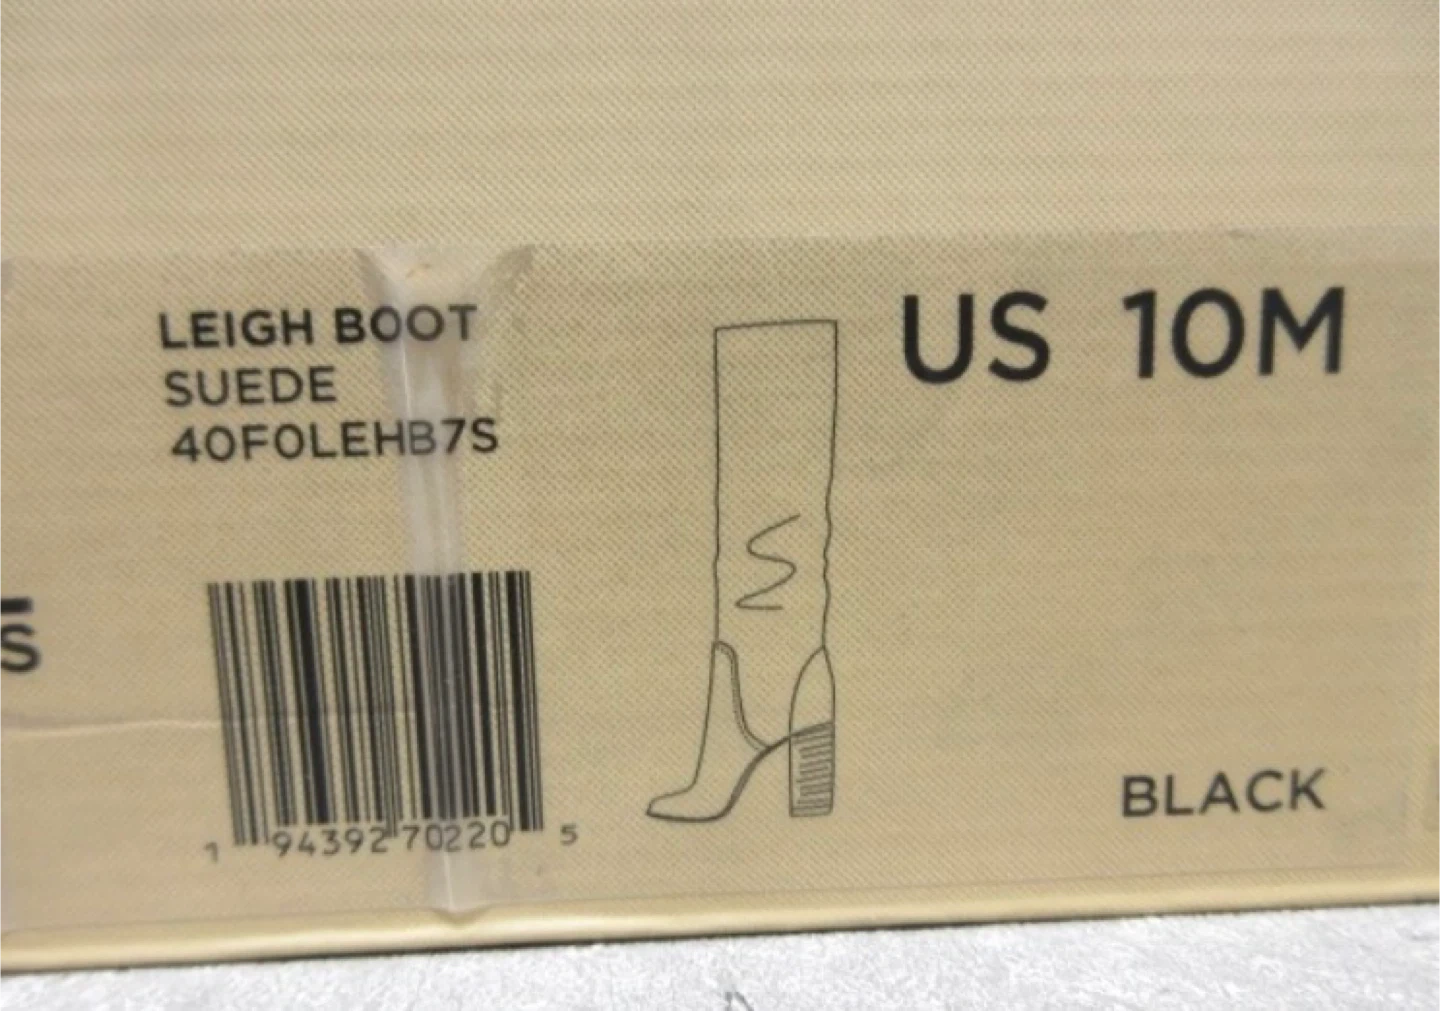 LEIGH BOOT
SUEDE
40F0LEHB7S
US 10M
S
1 94392 70220 5
BLACK